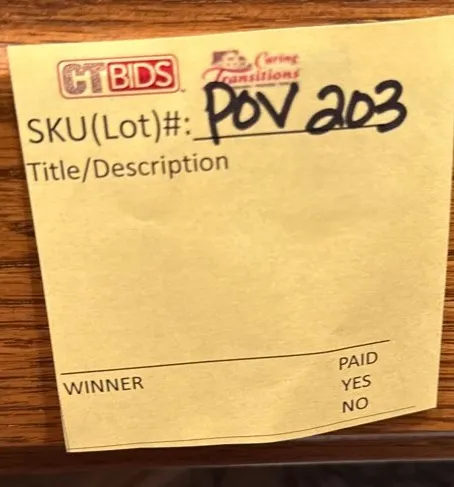 CTBIDS Caring
Transitions
SKU(Lot)#: POV 203
Title/Description
PAID
WINNER YES
NO